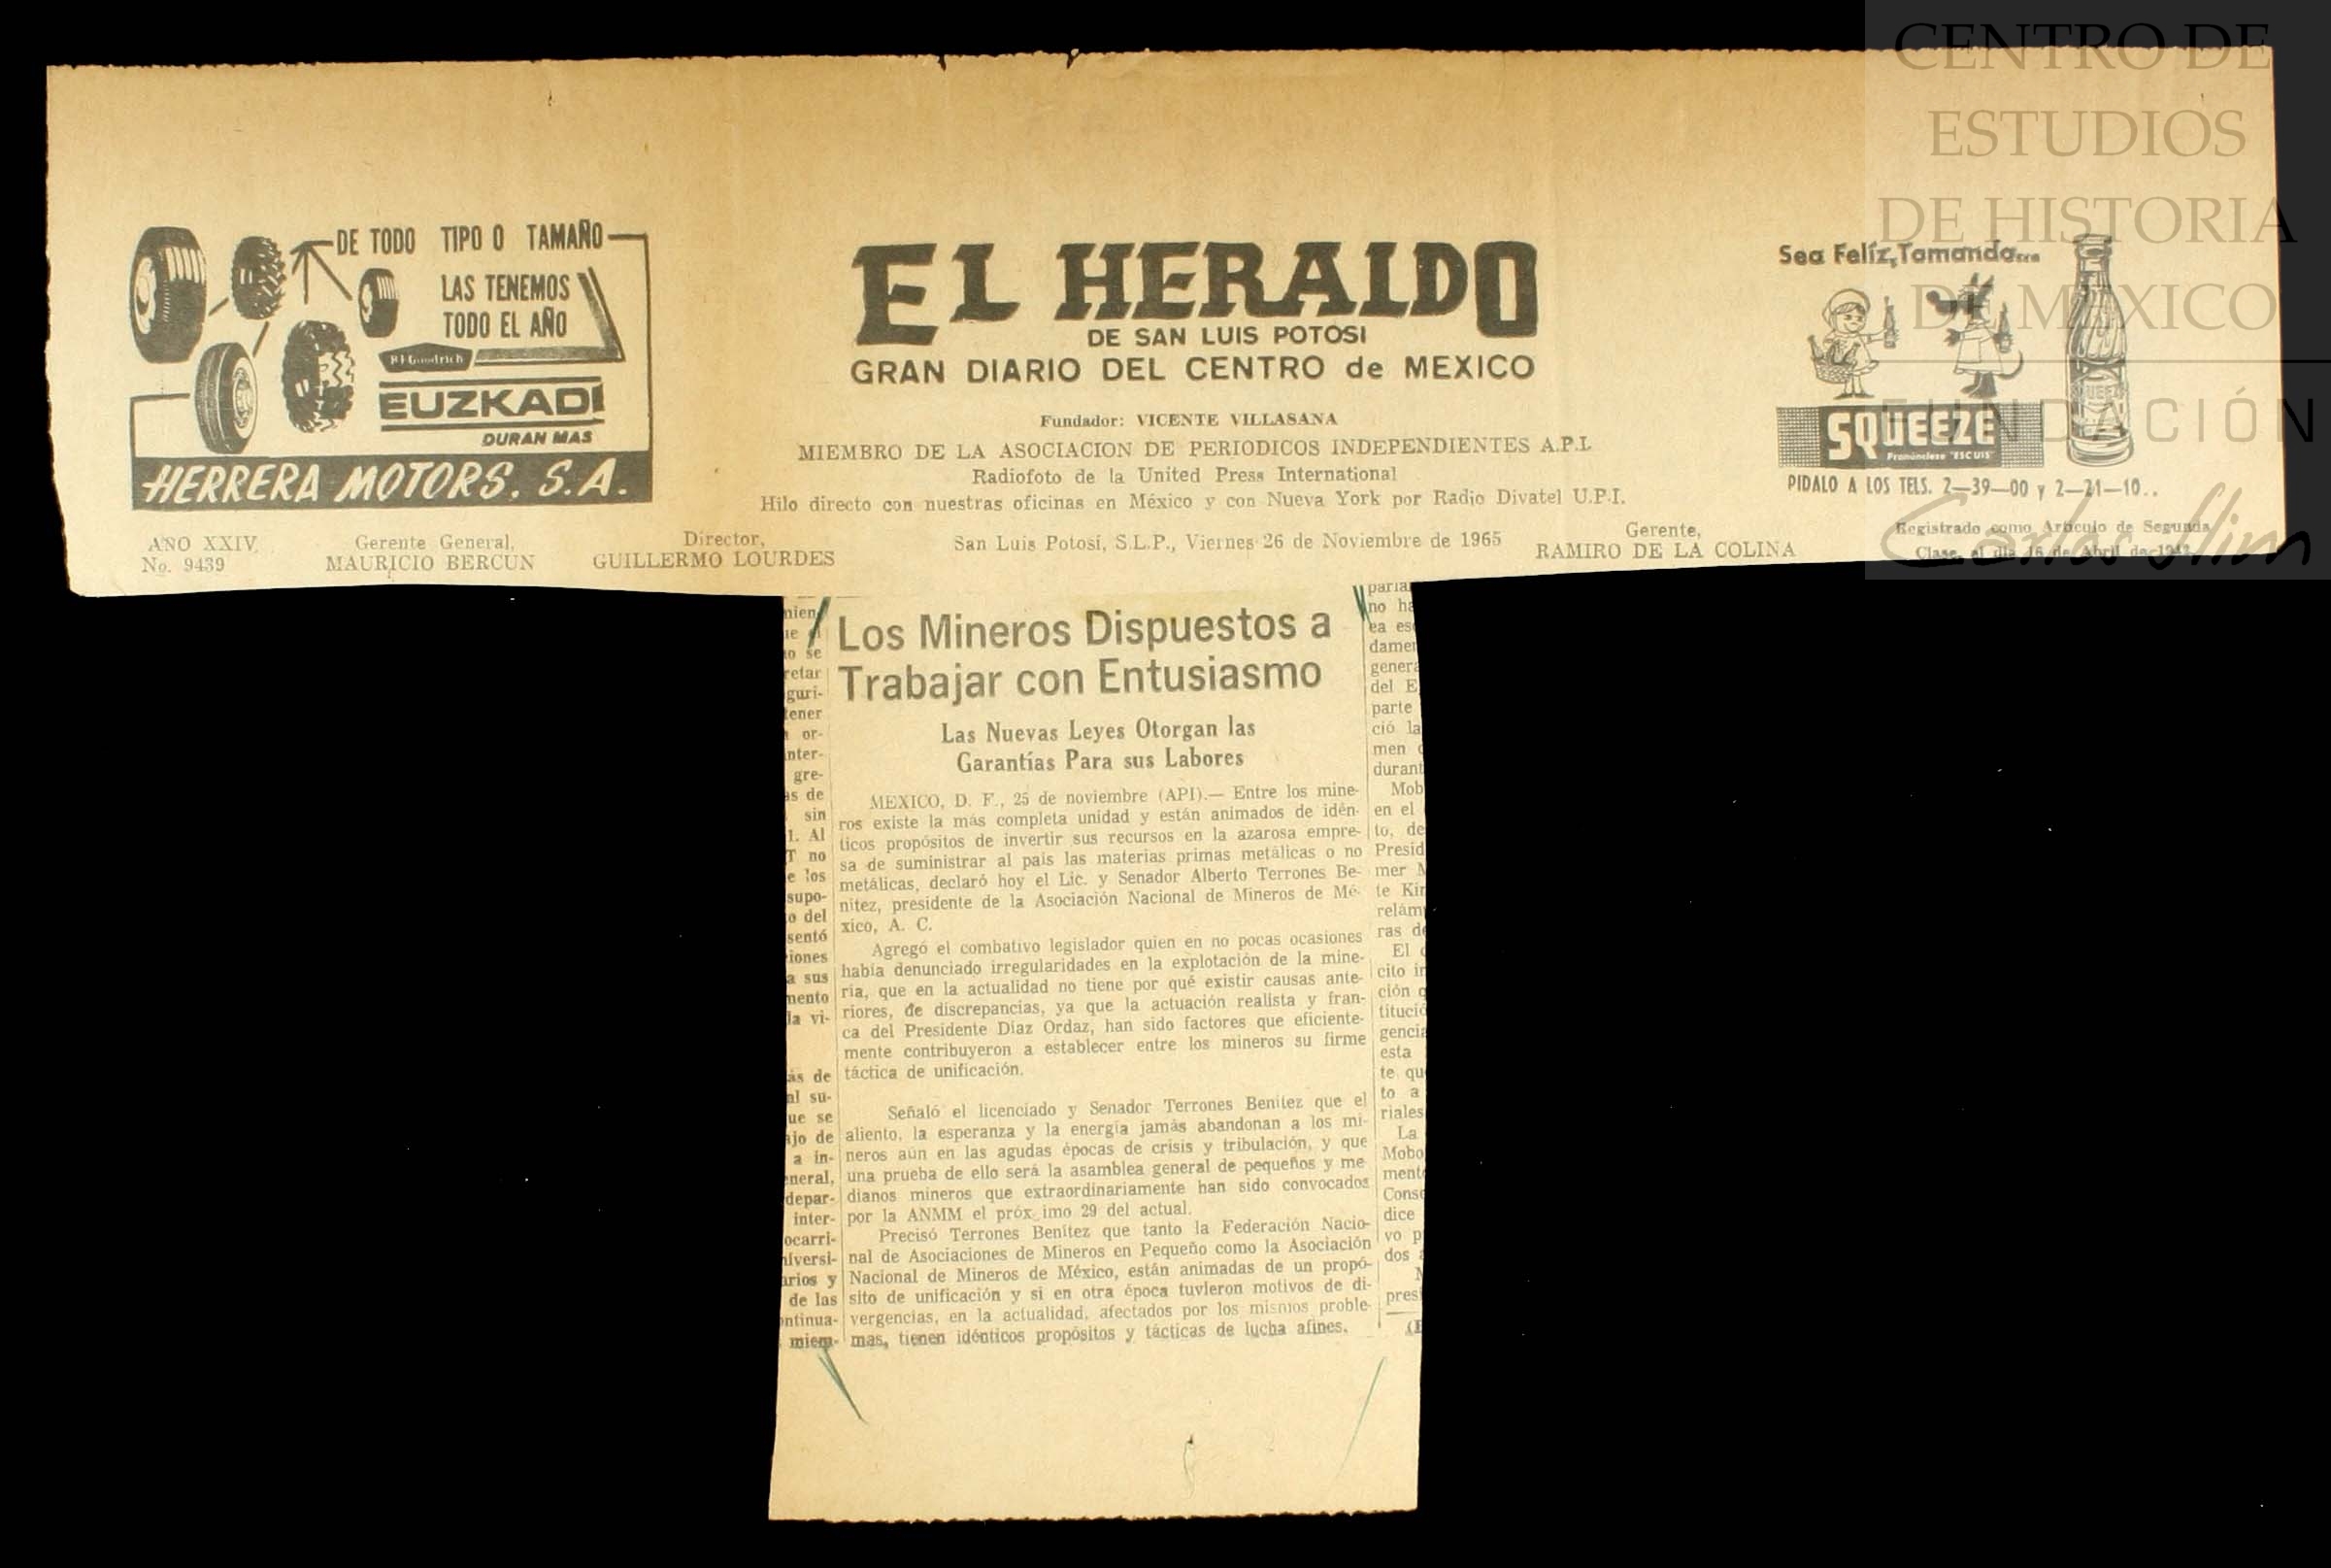 CENTRO DE
ESTUDIOS
DE HISTORIA
DE MÉXICO
FUNDACIÓN
Carlos Slim
DE TODO TIPO O TAMAÑO
LAS TENEMOS
TODO EL AÑO
B.F.Goodrich
EUZKADI
DURAN MAS
HERRERA MOTORS, S.A.
EL HERALDO
DE SAN LUIS POTOSI
GRAN DIARIO DEL CENTRO de MEXICO
Fundador: VICENTE VILLASANA
MIEMBRO DE LA ASOCIACION DE PERIODICOS INDEPENDIENTES A.P.I.
Radiofoto de la United Press International
Hilo directo con nuestras oficinas en México y con Nueva York por Radio Divatel U.P.I.
Sea Felíz, Tomando...
SQUEEZE
Pronúnciese "ESCUIS"
PIDALO A LOS TELS. 2—39—00 y 2—21—10..
AÑO XXIV
No. 9439
Gerente General,
MAURICIO BERCUN
Director,
GUILLERMO LOURDES
San Luis Potosí, S.L.P., Viernes 26 de Noviembre de 1965
Gerente,
RAMIRO DE LA COLINA
Registrado como Artículo de Segunda
Clase, el día 16 de Abril de 1942
Los Mineros Dispuestos a
Trabajar con Entusiasmo
Las Nuevas Leyes Otorgan las
Garantías Para sus Labores
MEXICO, D. F., 25 de noviembre (API).— Entre los mine-
ros existe la más completa unidad y están animados de idén-
ticos propósitos de invertir sus recursos en la azarosa empre-
sa de suministrar al país las materias primas metálicas o no
metálicas, declaró hoy el Lic. y Senador Alberto Terrones Be-
nítez, presidente de la Asociación Nacional de Mineros de Mé-
xico, A. C.
Agregó el combativo legislador quien en no pocas ocasiones
había denunciado irregularidades en la explotación de la mine-
ría, que en la actualidad no tiene por qué existir causas ante-
riores, de discrepancias, ya que la actuación realista y fran-
ca del Presidente Díaz Ordaz, han sido factores que eficiente-
mente contribuyeron a establecer entre los mineros su firme
táctica de unificación.
Señaló el licenciado y Senador Terrones Benítez que el
aliento, la esperanza y la energía jamás abandonan a los mi-
neros aún en las agudas épocas de crisis y tribulación, y que
una prueba de ello será la asamblea general de pequeños y me
dianos mineros que extraordinariamente han sido convocados
por la ANMM el próx imo 29 del actual.
Precisó Terrones Benítez que tanto la Federación Nacio-
nal de Asociaciones de Mineros en Pequeño como la Asociación
Nacional de Mineros de México, están animadas de un propó-
sito de unificación y si en otra época tuvieron motivos de di-
vergencias, en la actualidad, afectados por los mismos proble-
mas, tienen idénticos propósitos y tácticas de lucha afines.